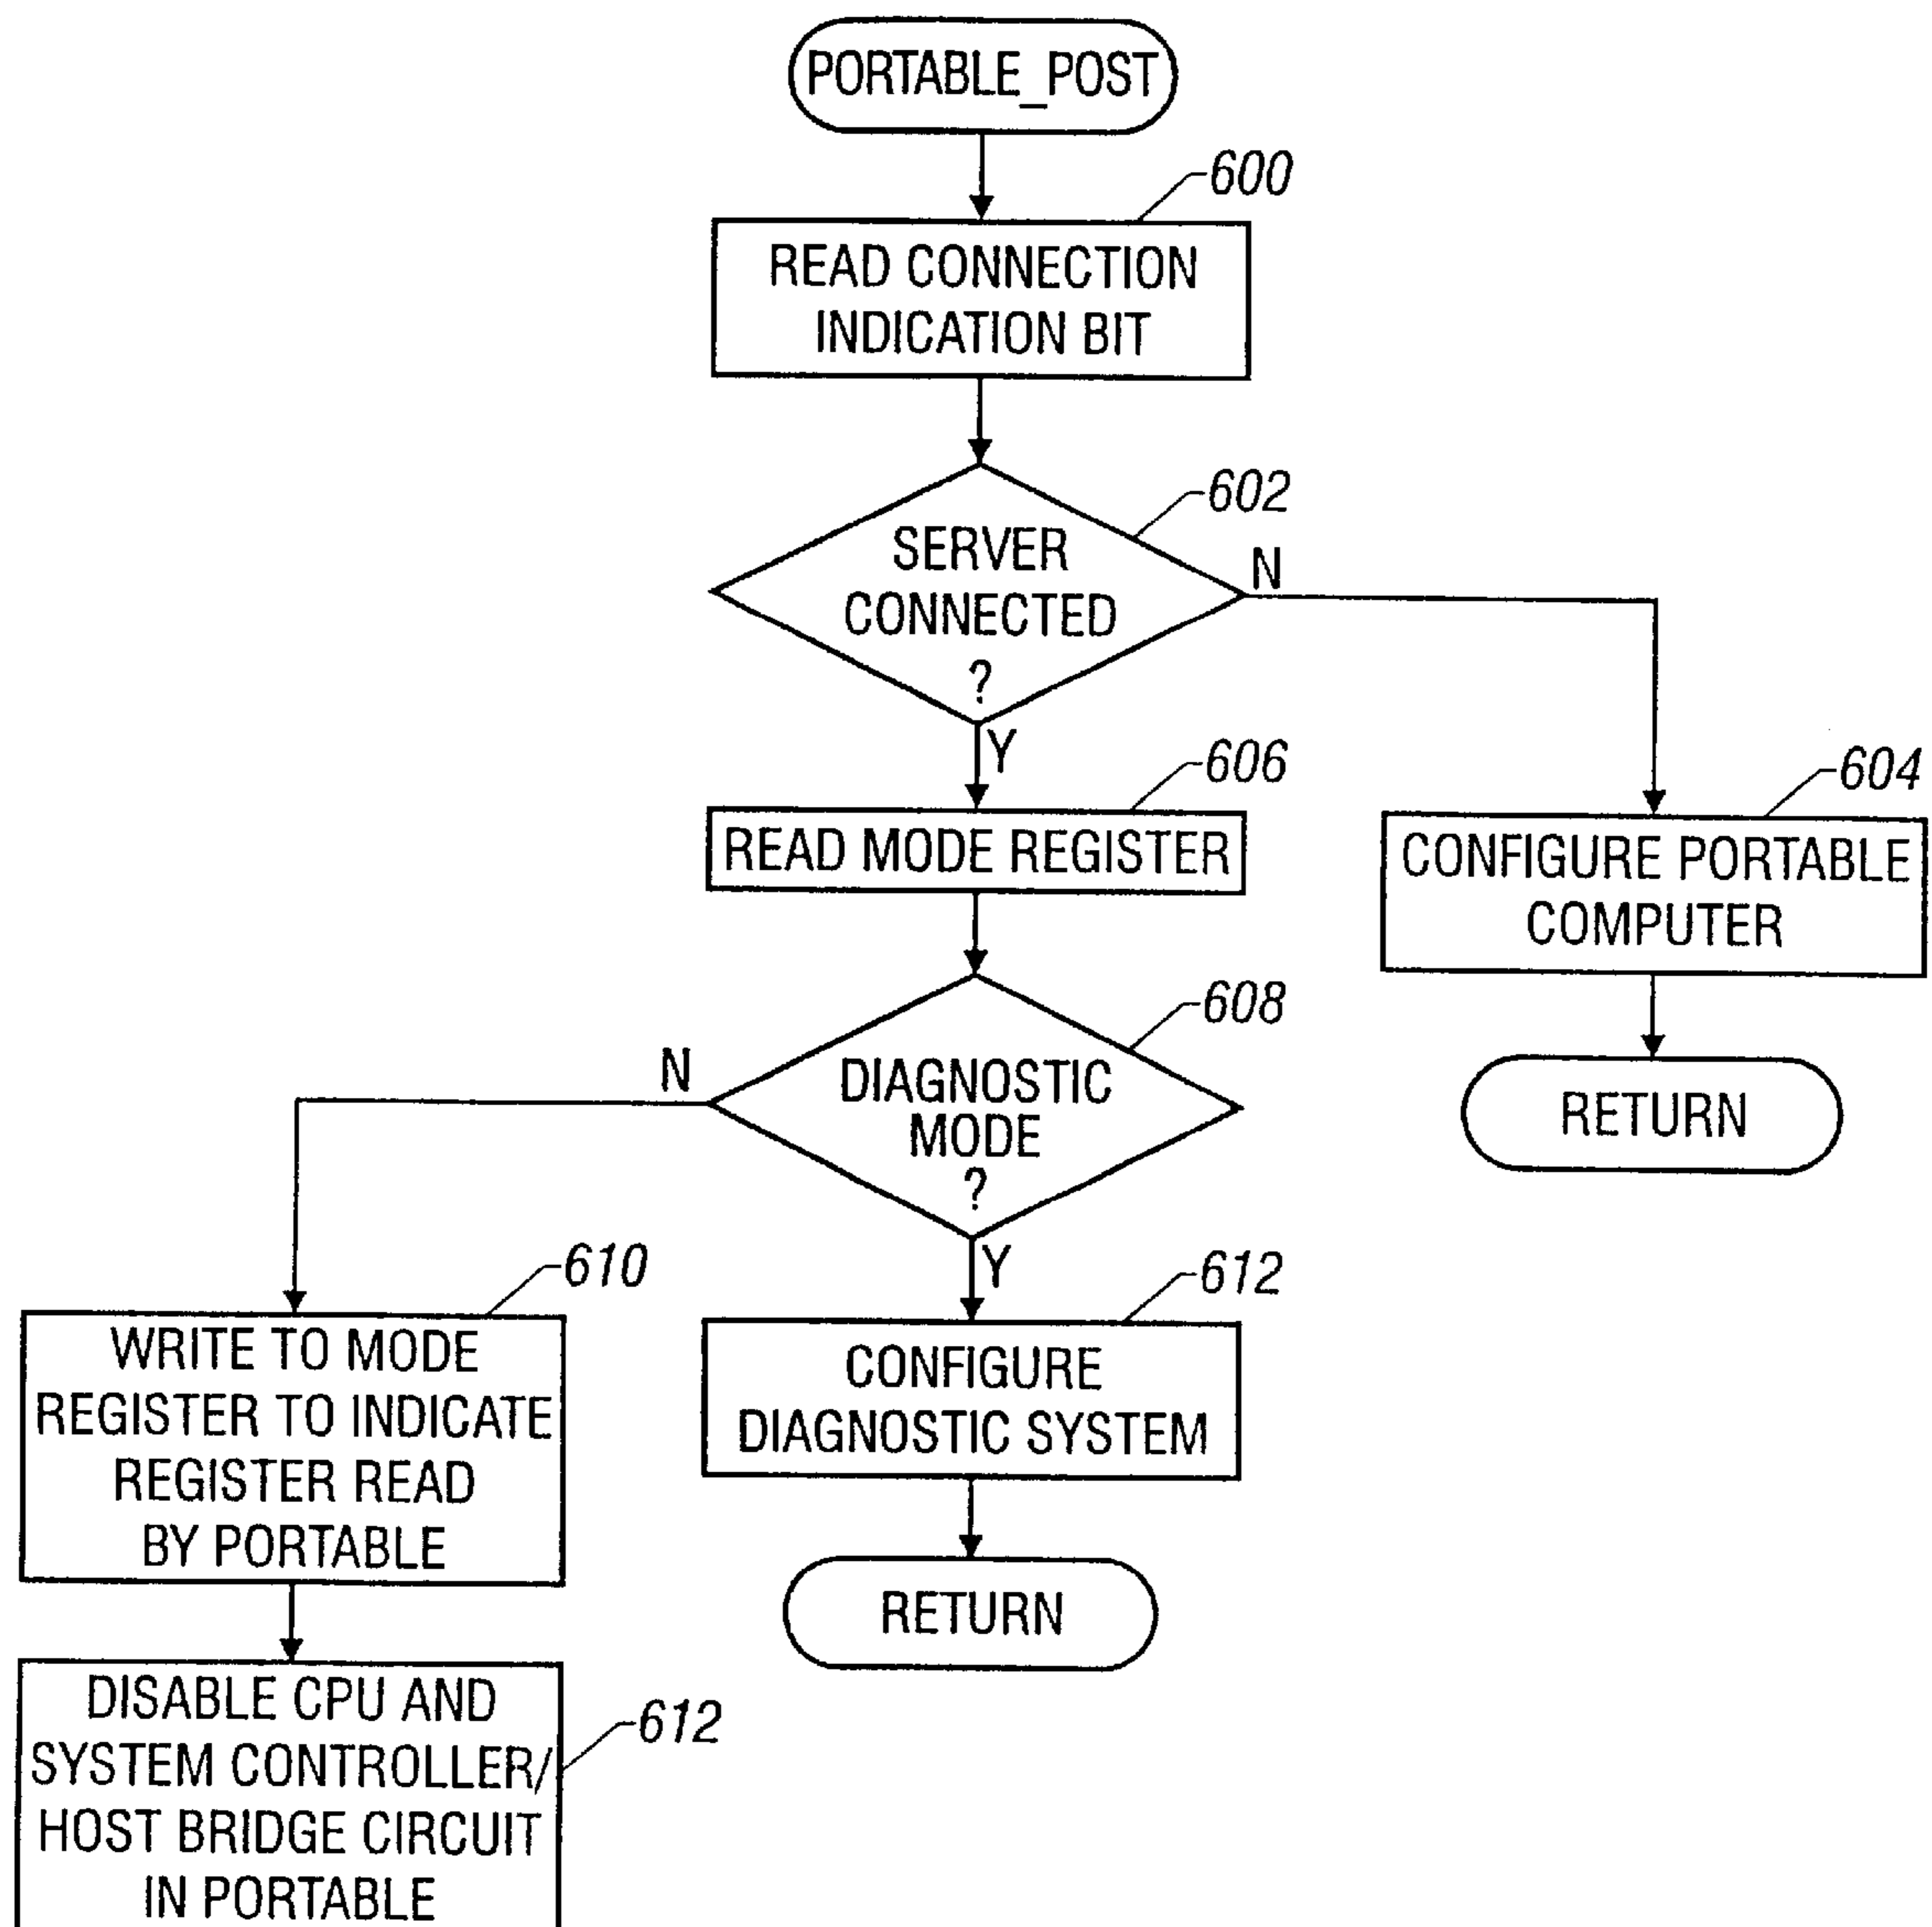 PORTABLE_POST
600
READ CONNECTION
INDICATION BIT
602
SERVER
CONNECTED
?
N
Y
606
READ MODE REGISTER
604
CONFIGURE PORTABLE
COMPUTER
RETURN
608
DIAGNOSTIC
MODE
?
N
Y
610
WRITE TO MODE
REGISTER TO INDICATE
REGISTER READ
BY PORTABLE
612
CONFIGURE
DIAGNOSTIC SYSTEM
RETURN
DISABLE CPU AND
SYSTEM CONTROLLER/
HOST BRIDGE CIRCUIT
IN PORTABLE
612